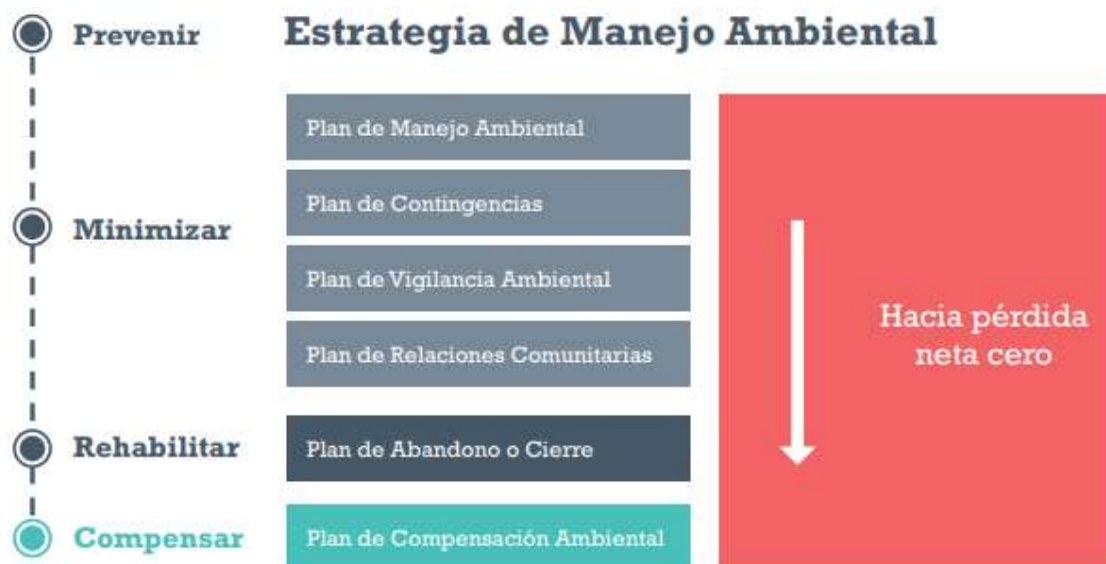 Prevenir
Estrategia de Manejo Ambiental
Plan de Manejo Ambiental
Plan de Contingencias
Minimizar
Plan de Vigilancia Ambiental
Plan de Relaciones Comunitarias
Hacia pérdida
neta cero
Rehabilitar
Plan de Abandono o Cierre
Compensar
Plan de Compensación Ambiental